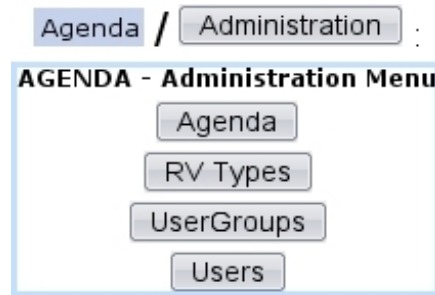 Agenda / Administration :
AGENDA - Administration Menu
Agenda
RV Types
UserGroups
Users